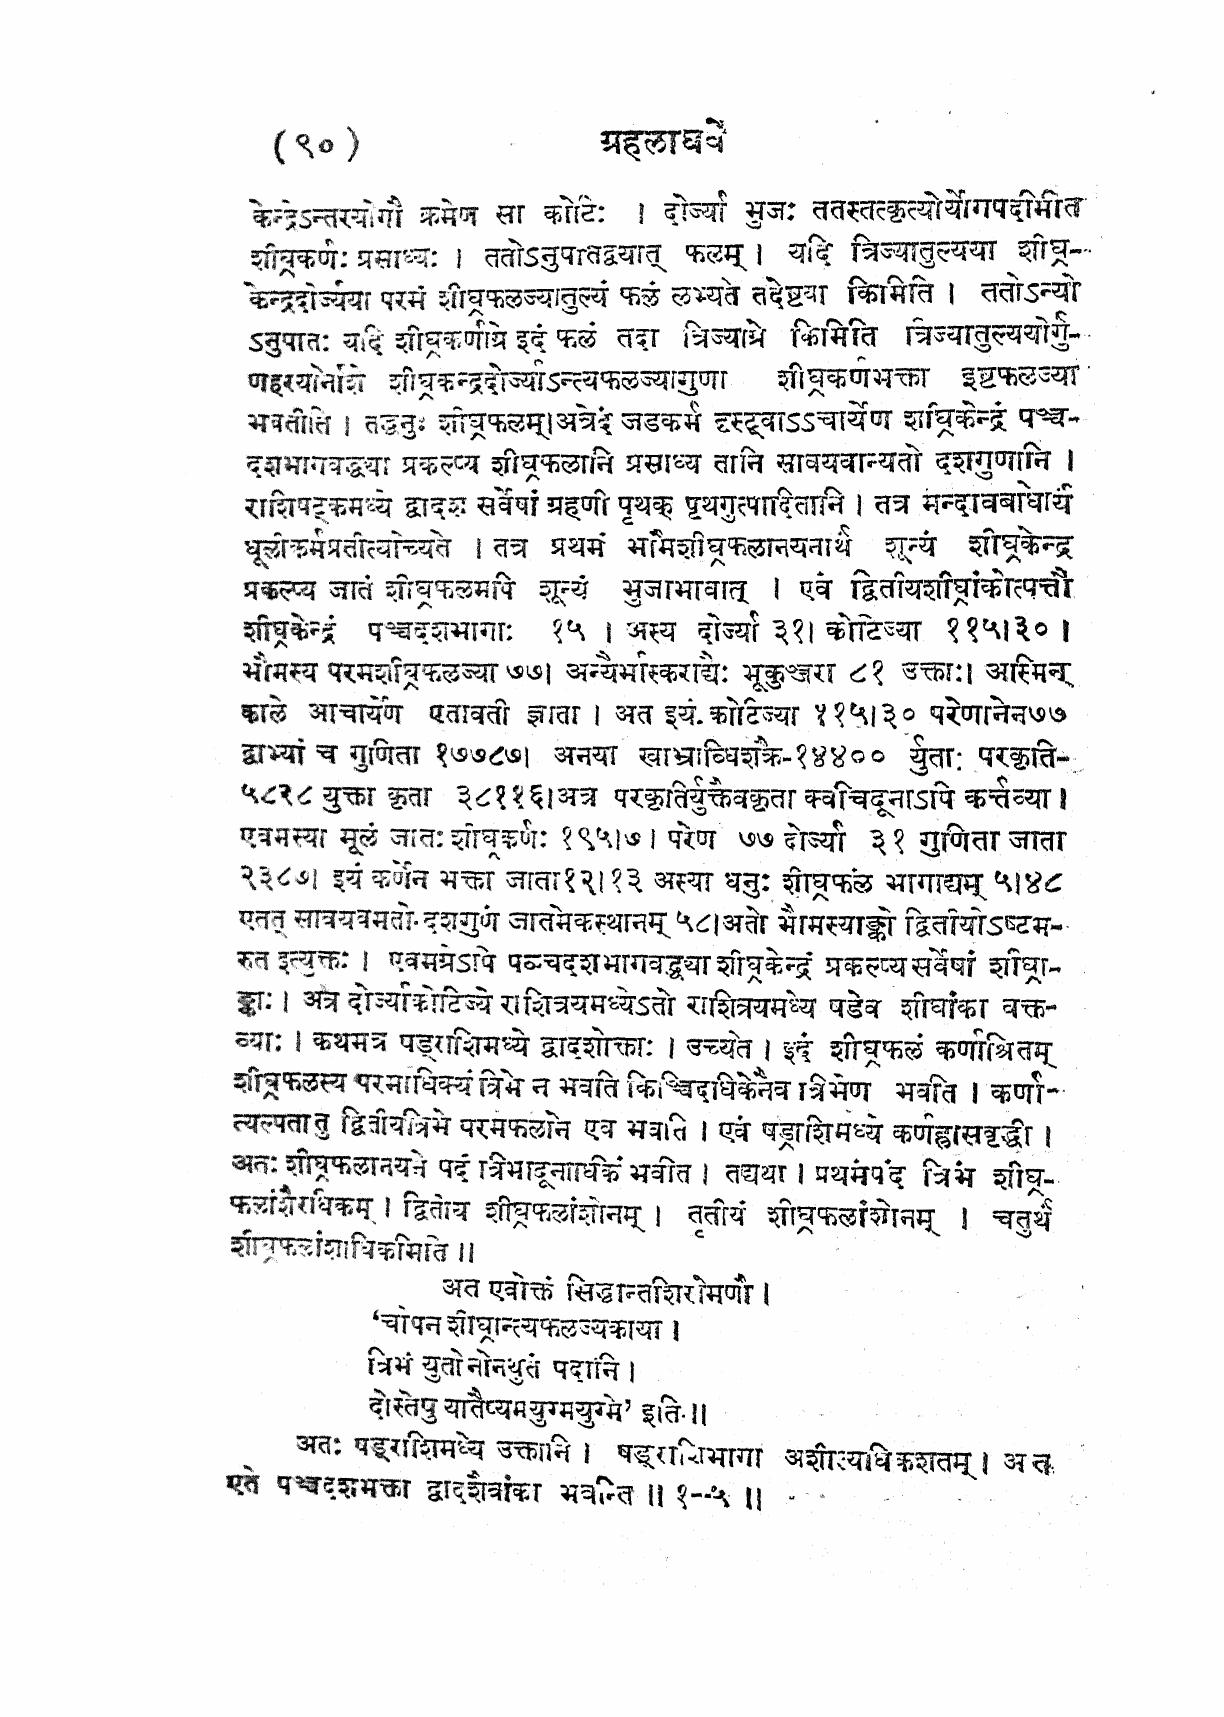 (९०) ग्रहलाघवे
केन्द्रेऽन्तरयोगौ क्रमेण सा कोटिः । दोर्ज्या भुजः ततस्तत्कृत्योर्योगपदमिति
शीघ्रकर्णः प्रसाध्यः । ततोऽनुपातद्वयात् फलम् । यदि त्रिज्यातुल्यया शीघ्र-
केन्द्रदोर्ज्यया परमं शीघ्रफलज्यातुल्यं फलं लभ्यते तदेष्टया किमिति । ततोऽन्यो
ऽनुपातः यदि शीघ्रकर्णाग्रे इदं फलं तदा त्रिज्याग्रे किमिति त्रिज्यातुल्ययोर्गु-
णहरयोर्नाशे शीघ्रकन्द्रदोर्ज्याऽन्त्यफलज्यागुणा शीघ्रकर्णभक्ता इष्टफलज्या
भवतीति । तद्धनुः शीघ्रफलम्।अत्रेदं जडकर्म दृस्ट्वाऽऽचार्येण शीघ्रकेन्द्रं पञ्च-
दशभागवद्ध्या प्रकल्प्य शीघ्रफलानि प्रसाध्य तानि सावयवान्यतो दशगुणानि ।
राशिषट्कमध्ये द्वादश सर्वेषां ग्रहणी पृथक् पृथगुत्पादितानि । तत्र मन्दावबोधार्थ
धूलीकर्मप्रतीत्योच्यते । तत्र प्रथमं भौमशीघ्रफलानयनार्थ शून्यं शीघ्रकेन्द्र
प्रकल्प्य जातं शीघ्रफलमपि शून्यं भुजाभावात् । एवं द्वितीयशीघ्रांकोत्पत्तौ
शीघ्रकेन्द्रं पञ्चदशभागाः १५ । अस्य दोर्ज्या ३१। कोटिज्या ११५।३० ।
भौमस्य परमशीघ्रफलज्या ७७। अन्यैर्भास्कराद्यैः भूकुञ्जरा ८१ उक्ताः। अस्मिन्
काले आचार्येण एतावती ज्ञाता । अत इयं.कोटिज्या ११५।३० परेणानेन७७
द्वाभ्यां च गुणिता १७७८७। अनया खाभ्राब्धिशक्रै-१४४०० र्युताः परकृति-
५८२८ युक्ता कृता ३८११६।अत्र परकृतिर्युक्तैवकृता क्वचिदूनाऽपि कर्त्तव्या ।
एवमस्या मूलं जातः शीघ्रकर्णः १९५।७ । परेण ७७ दोर्ज्या ३१ गुणिता जाता
२३८७। इयं कर्णेन भक्ता जाता१२।१३ अस्या धनुः शीघ्रफलं भागाद्यम् ५।४८
एतत् सावयवमतो दशगुणं जातमेकस्थानम् ५८।अतो भौमस्याङ्को द्वितीयोऽष्टम-
रुत इत्युक्तः । एवमग्रेऽपि पञ्चदशभागवद्ध्या शीघ्रकेन्द्रं प्रकल्प्य सर्वेषां शीघ्रा-
ङ्काः । अत्र दोर्ज्याकोटिज्ये राशित्रयमध्येऽतो राशित्रयमध्ये षडेव शीघ्रांका वक्त-
व्याः । कथमत्र षड्राशिमध्ये द्वादशोक्ताः । उच्यते । इदं शीघ्रफलं कर्णाश्रितम्
शीघ्रफलस्य परमाधिक्यं त्रिभे न भवति किञ्चिदधिकेनैव त्रिभेण भवति । कर्णा-
त्यल्पतातु द्वितीयत्रिभे परमफलोने एव भवति । एवं षड्राशिमध्ये कर्णह्रासवृद्धी ।
अतः शीघ्रफलानयने पदं त्रिभादूनाधिकं भवति । तद्यथा । प्रथमंपदं त्रिभं शीघ्र-
फलांशैरधिकम् । द्वितीय शीघ्रफलांशोनम् । तृतीयं शीघ्रफलांशोनम् । चतुर्थ
शीघ्रफलांशाधिकमिति ॥
अत एवोक्तं सिद्धान्तशिरोमणौ ।
‘चापेन शीघ्रान्त्यफलज्यकाया ।
त्रिभं युतोनोनयुतं पदानि ।
दोस्तेषु यातैप्यमयुग्मयुग्मे’ इति ॥
अतः षड्राशिमध्ये उक्तानि । षड्राशिभागा अशीत्यधिकशतम् । अत
एते पञ्चदशभक्ता द्वादशैवांका भवन्ति ॥ १--५ ॥